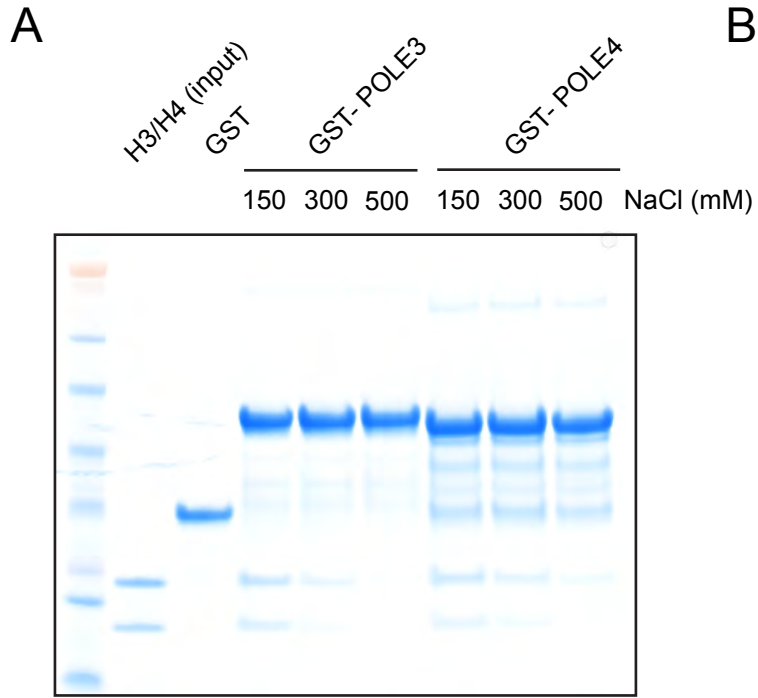 A
B
H3/H4 (input)
GST
GST- POLE3
GST- POLE4
150 300 500 150 300 500 NaCl (mM)